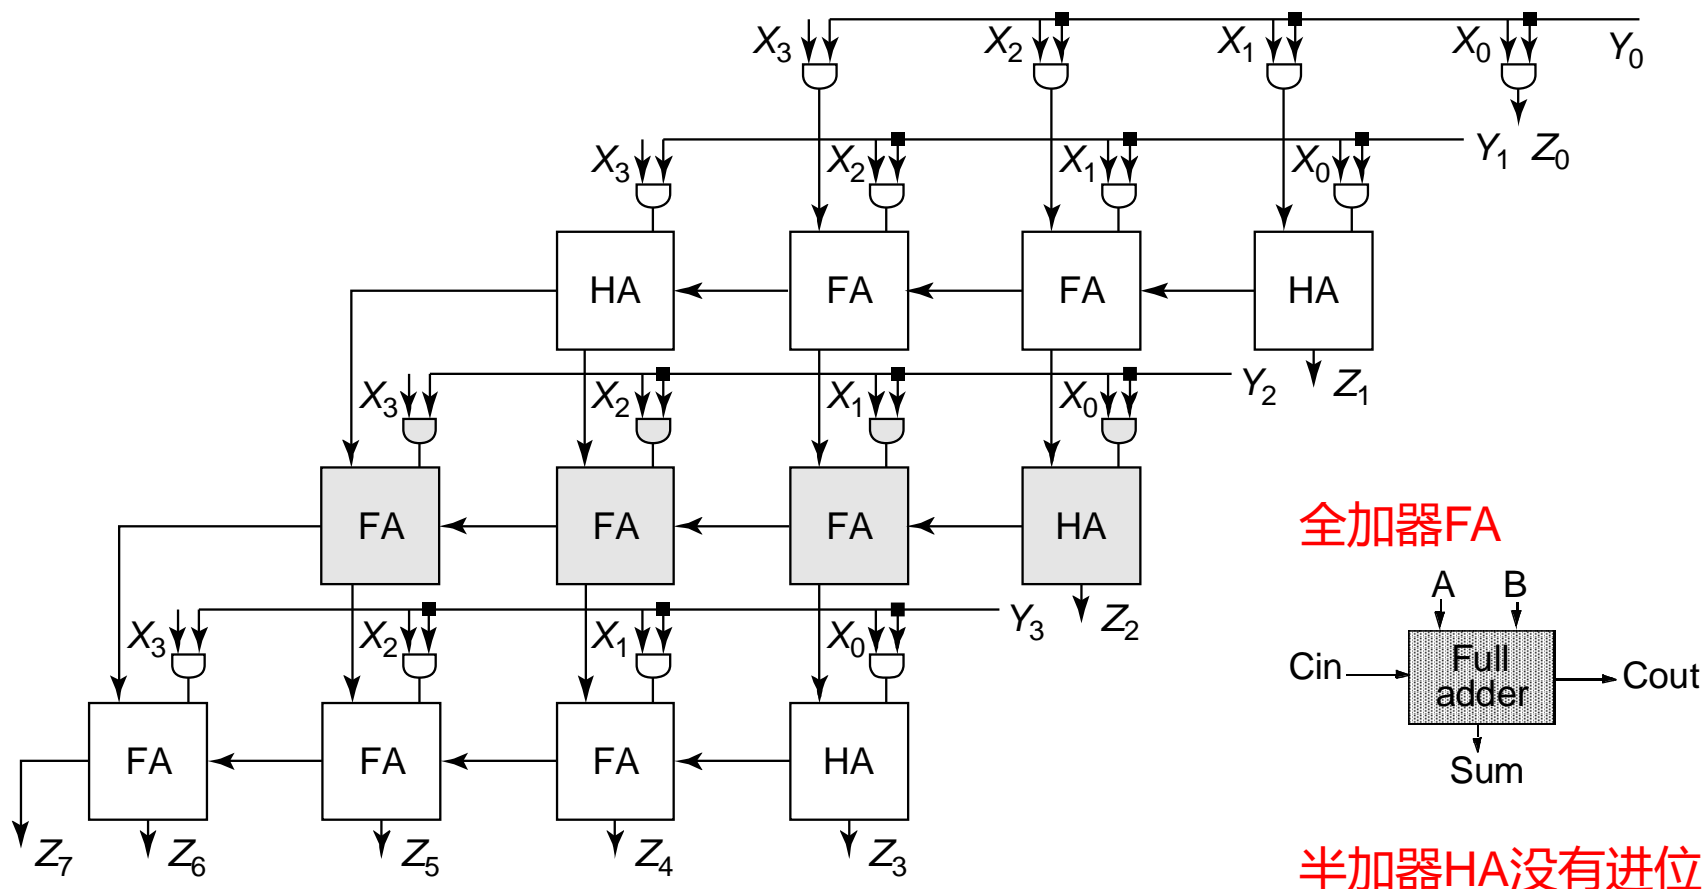 X3 X2 X1 X0 Y0
X3 X2 X1 X0 Y1 Z0
HA FA FA HA
X3 X2 X1 X0 Y2 Z1
FA FA FA HA
全加器FA
A B
X3 X2 X1 X0 Y3 Z2
Cin Full adder Cout
FA FA FA HA
Sum
Z7 Z6 Z5 Z4 Z3
半加器HA没有进位